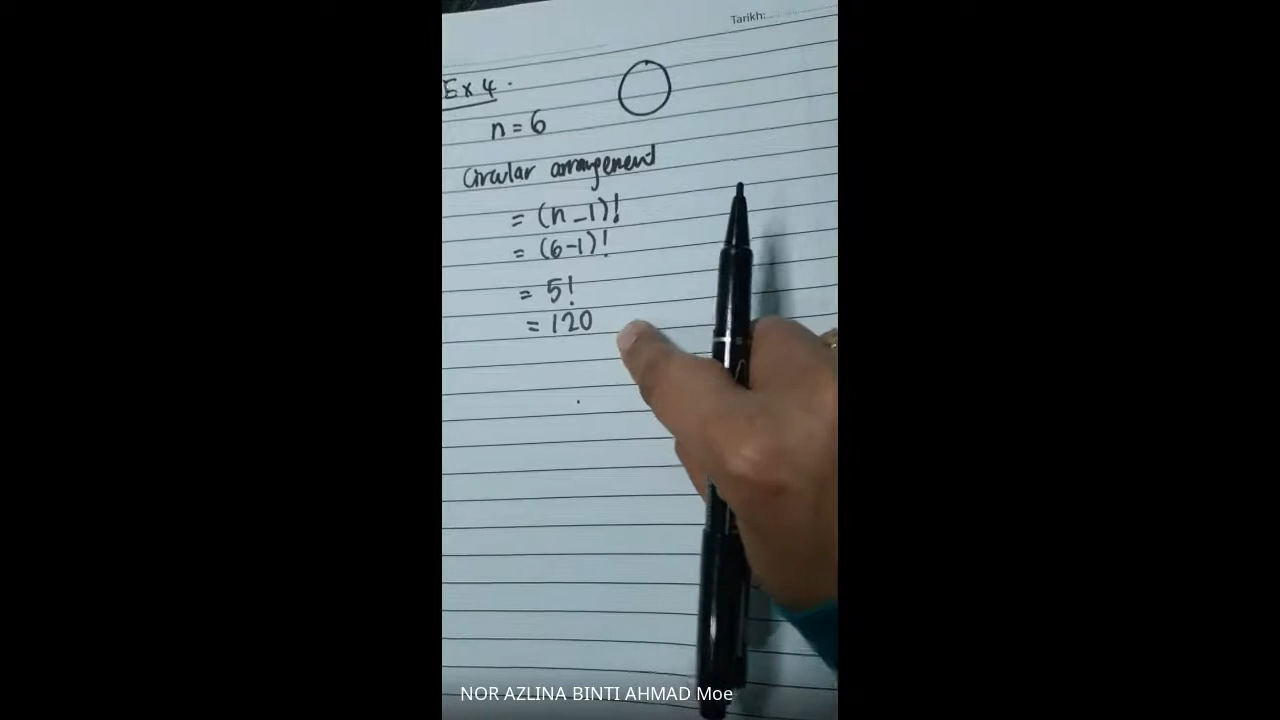 Tarikh:
Ex 4.
n = 6
Circular arrangement
= (n-1)!
= (6-1)!
= 5!
= 120
NOR AZLINA BINTI AHMAD Moe